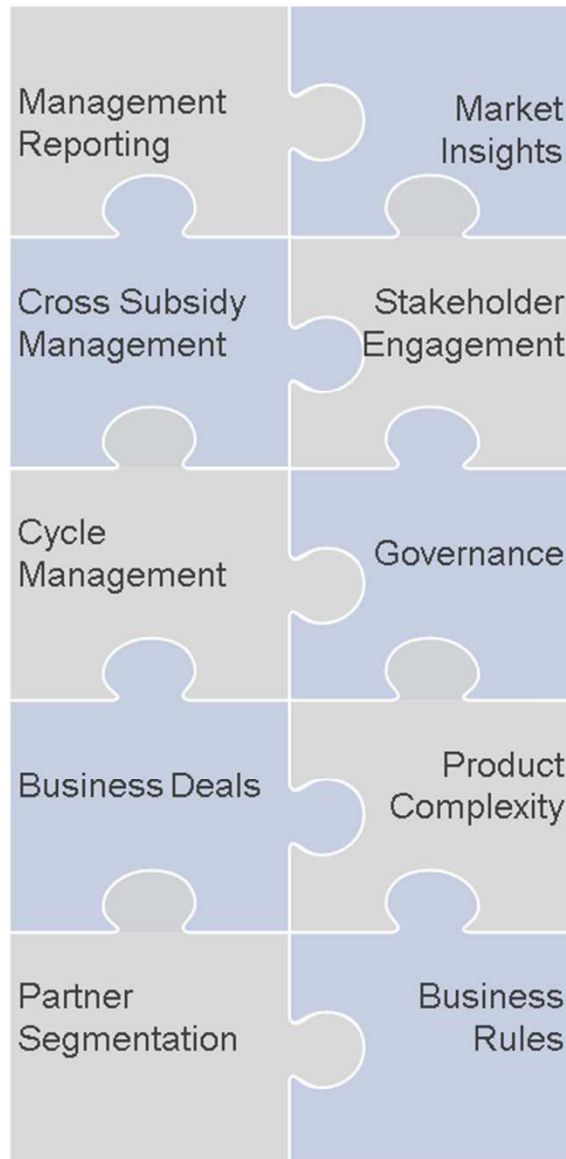 Management
Reporting
Market
Insights
Cross Subsidy
Management
Stakeholder
Engagement
Cycle
Management
Governance
Business Deals
Product
Complexity
Partner
Segmentation
Business
Rules